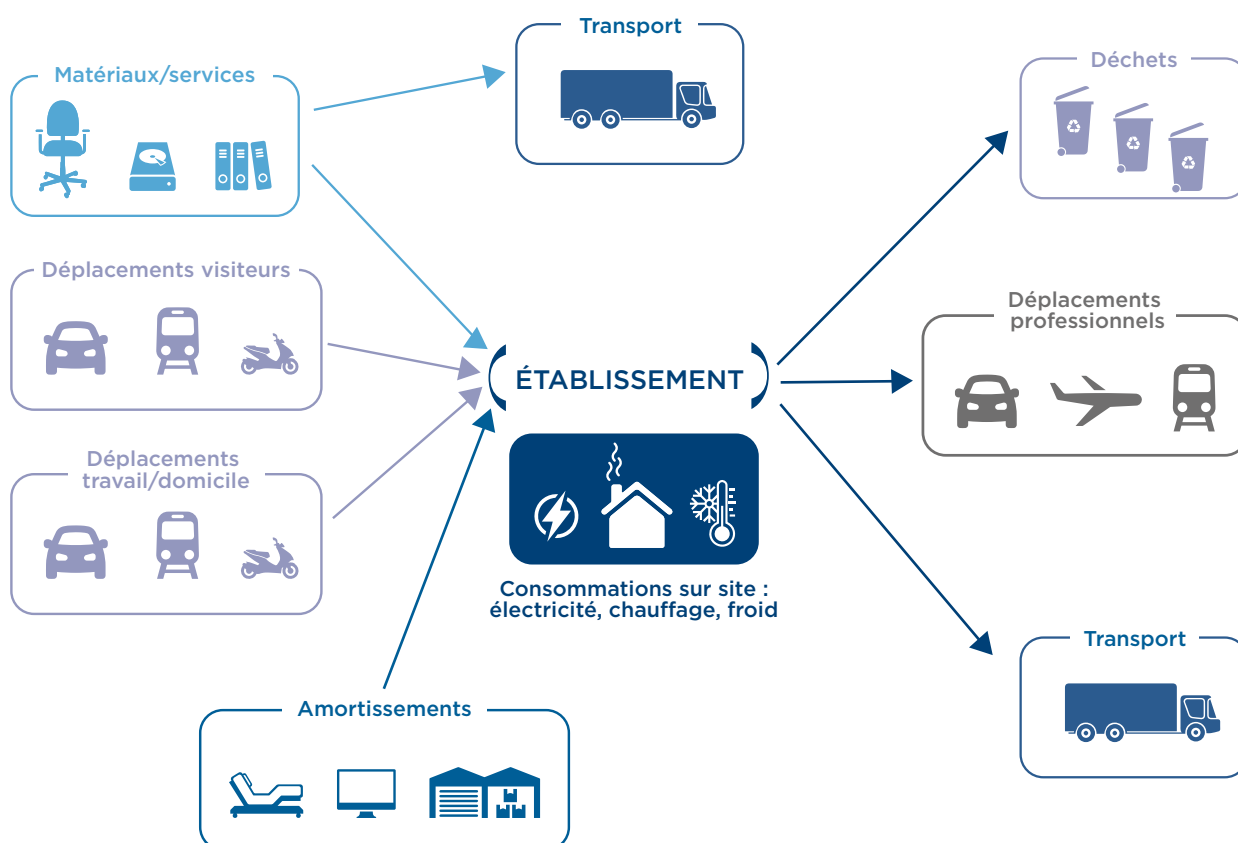 Transport
Matériaux/services
Déchets
Déplacements visiteurs
Déplacements
professionnels
ÉTABLISSEMENT
Déplacements
travail/domicile
Consommations sur site :
électricité, chauffage, froid
Transport
Amortissements